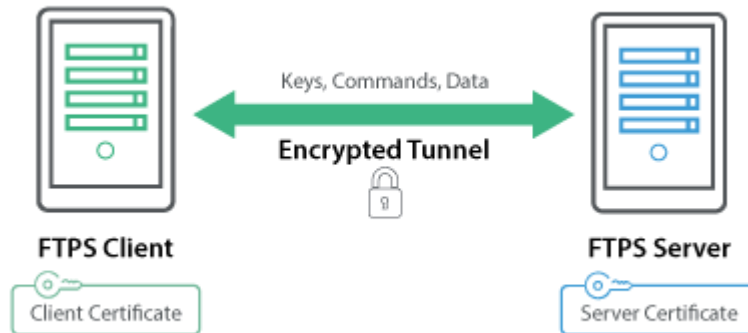 Keys, Commands, Data
Encrypted Tunnel
FTPS Client
FTPS Server
Client Certificate
Server Certificate